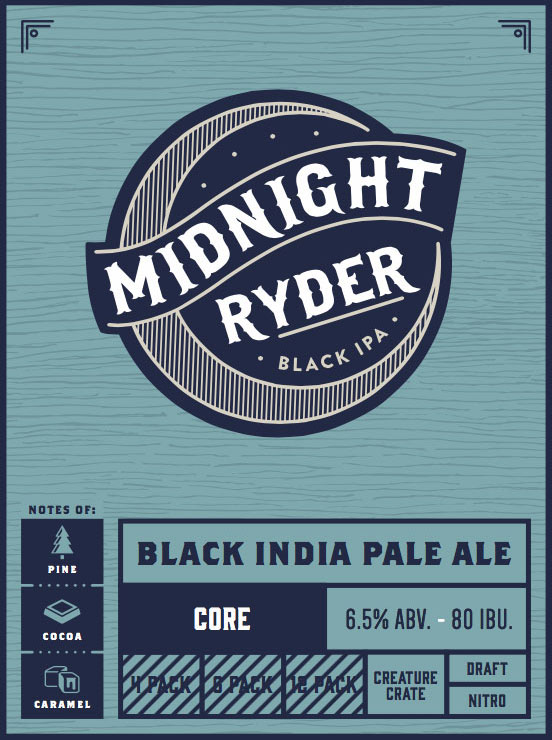 MIDNIGHT
RYDER
• BLACK IPA •
NOTES OF:
PINE
COCOA
CARAMEL
BLACK INDIA PALE ALE
CORE
6.5% ABV. - 80 IBU.
4 PACK
6 PACK
12 PACK
CREATURE
CRATE
DRAFT
NITRO